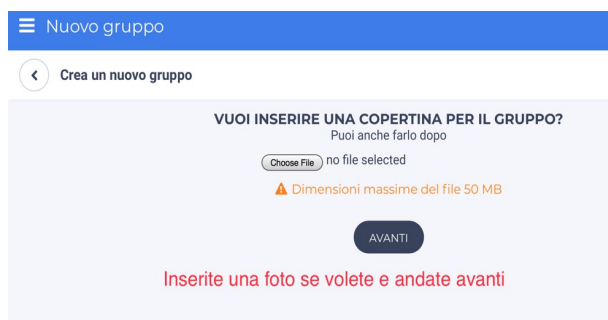 Nuovo gruppo
Crea un nuovo gruppo
VUOI INSERIRE UNA COPERTINA PER IL GRUPPO?
Puoi anche farlo dopo
Choose File no file selected
Dimensioni massime del file 50 MB
AVANTI
Inserite una foto se volete e andate avanti